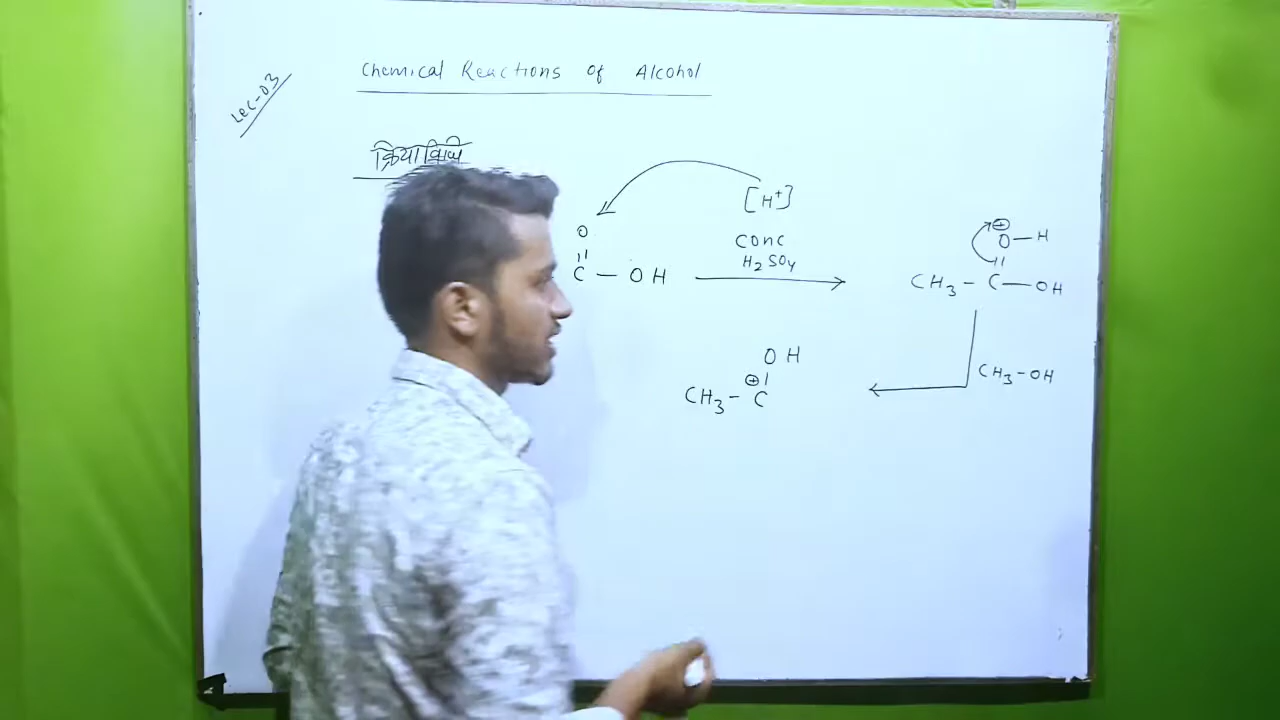 Chemical Reactions of Alcohol
Lec-03
क्रियाविधि
[H⁺]
O
||
C — OH
Conc
H₂SO₄
⊕
O—H
||
CH₃ – C — OH
CH₃-OH
OH
⊕ |
CH₃ – C